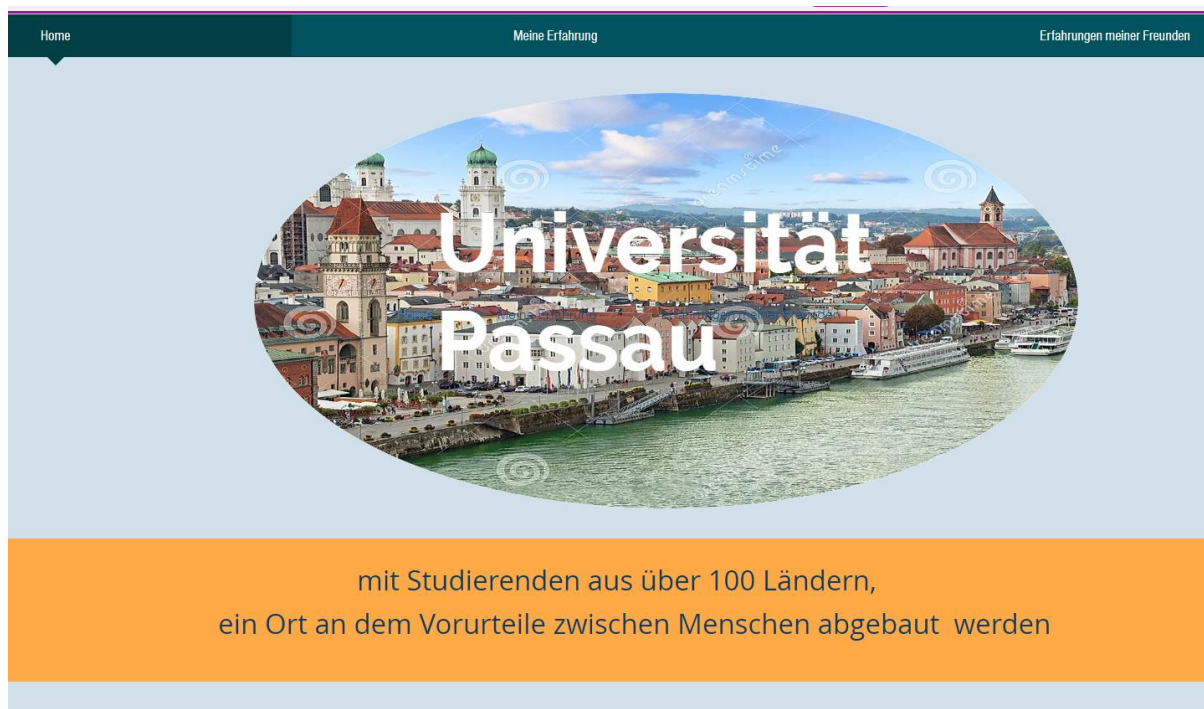 Home
Meine Erfahrung
Erfahrungen meiner Freunden
Universität
Passau
dreamstime
mit Studierenden aus über 100 Ländern,
ein Ort an dem Vorurteile zwischen Menschen abgebaut werden